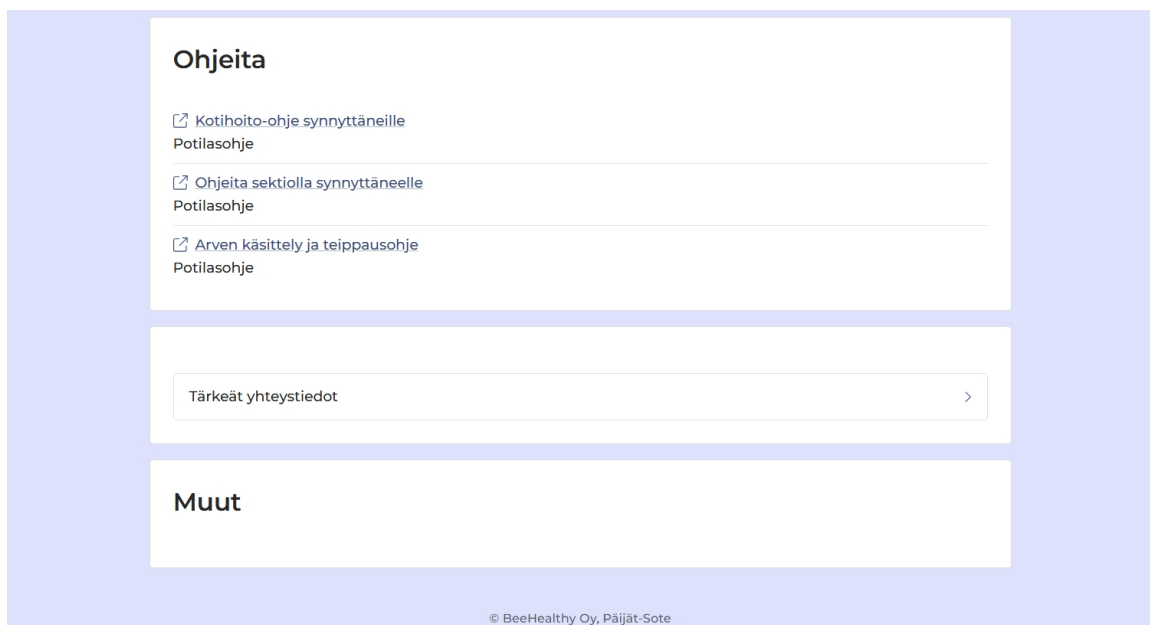 Ohjeita
Kotihoito-ohje synnyttäneille
Potilasohje
Ohjeita sektiolla synnyttäneelle
Potilasohje
Arven käsittely ja teippausohje
Potilasohje
Tärkeät yhteystiedot
Muut
© BeeHealthy Oy, Päijät-Sote